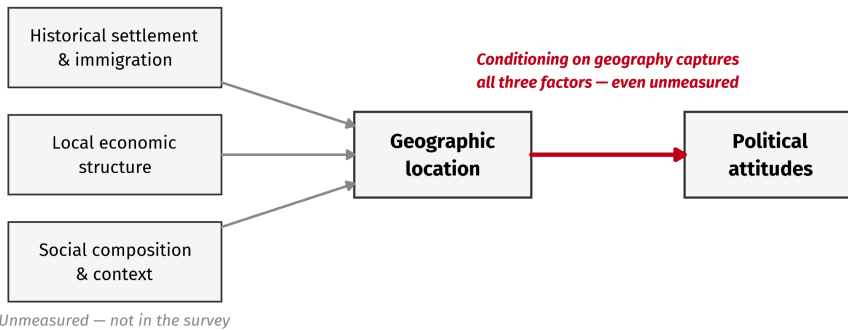 Historical settlement
& immigration
Conditioning on geography captures
all three factors — even unmeasured
Local economic
structure
Geographic
location
Political
attitudes
Social composition
& context
Unmeasured — not in the survey